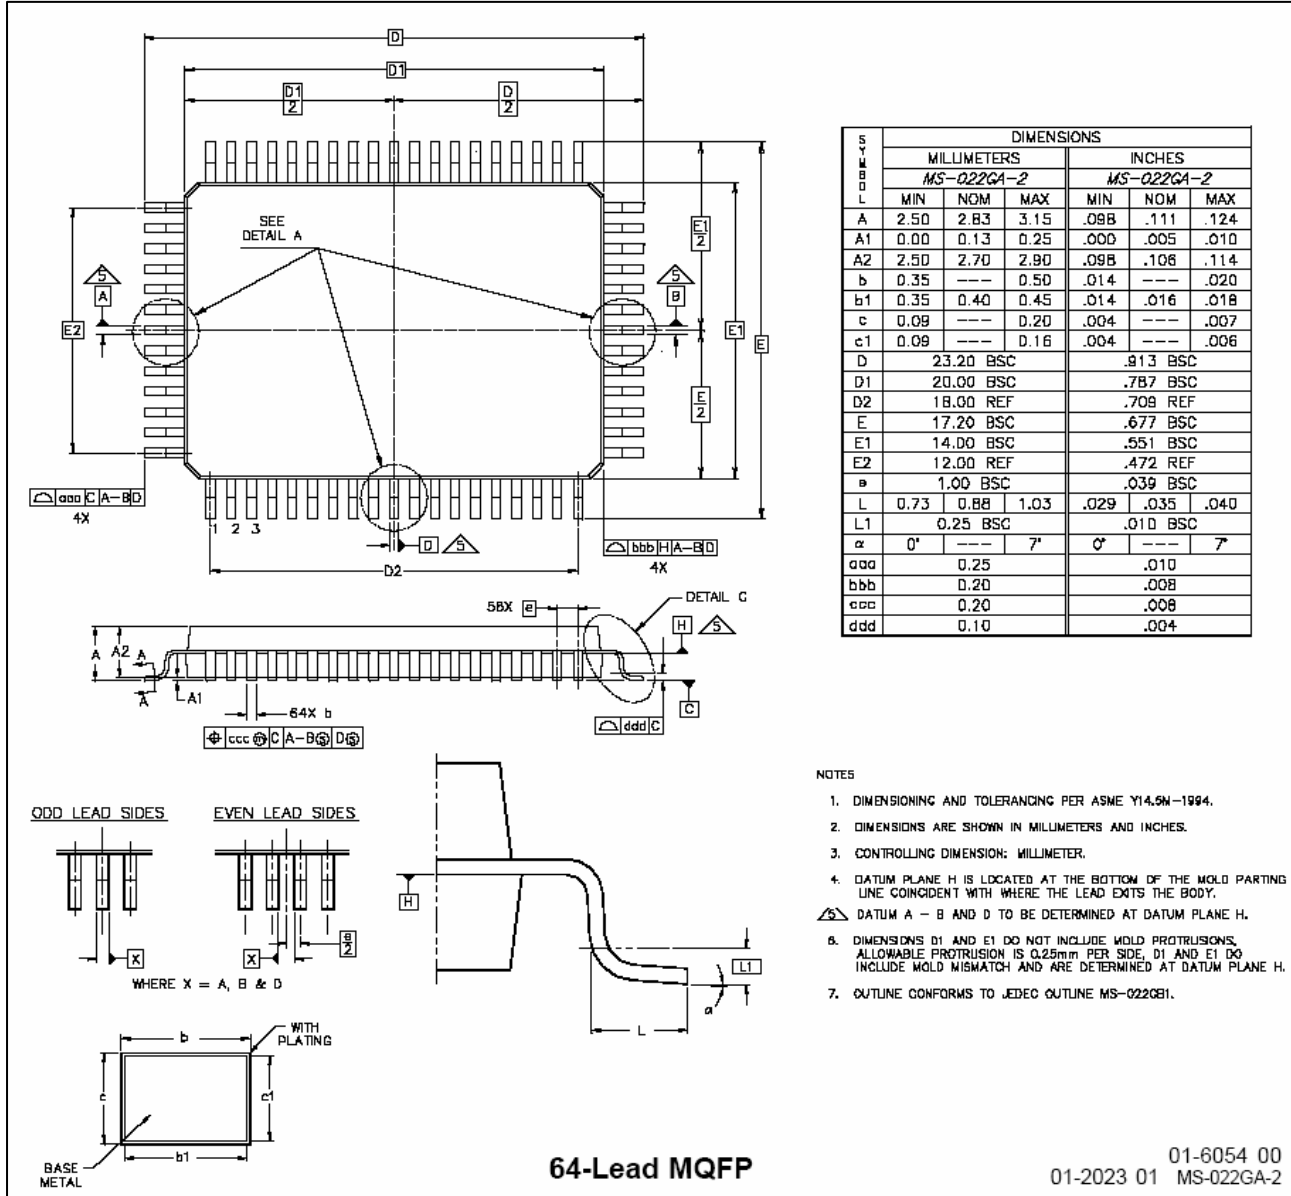 D
D1
D1
2
D
2
SEE
DETAIL A
5
A
5
B
E2
E1
2
E1
E
E
2
aaa C A-B D
4X
1 2 3
D 5
bbb H A-B D
4X
D2
SYMBOL DIMENSIONS
MILLIMETERS INCHES
MS-022GA-2 MS-022GA-2
MIN NOM MAX MIN NOM MAX
A 2.50 2.83 3.15 .098 .111 .124
A1 0.00 0.13 0.25 .000 .005 .010
A2 2.50 2.70 2.90 .098 .106 .114
b 0.35 --- 0.50 .014 --- .020
b1 0.35 0.40 0.45 .014 .016 .018
c 0.09 --- 0.20 .004 --- .007
c1 0.09 --- 0.16 .004 --- .006
D 23.20 BSC .913 BSC
D1 20.00 BSC .787 BSC
D2 18.00 REF .709 REF
E 17.20 BSC .677 BSC
E1 14.00 BSC .551 BSC
E2 12.00 REF .472 REF
e 1.00 BSC .039 BSC
L 0.73 0.88 1.03 .029 .035 .040
L1 0.25 BSC .010 BSC
α 0° --- 7° 0° --- 7°
aaa 0.25 .010
bbb 0.20 .008
ccc 0.20 .008
ddd 0.10 .004
58X e
DETAIL C
H 5
A A2 A
A A1
C
64X b
ddd C
⌖ ccc Ⓜ C A-B Ⓢ D Ⓢ
ODD LEAD SIDES EVEN LEAD SIDES
X
X
e
2
WHERE X = A, B & D
H
L1
α
L
b
WITH
PLATING
c
c1
b1
BASE
METAL
NOTES
1. DIMENSIONING AND TOLERANCING PER ASME Y14.5M-1994.
2. DIMENSIONS ARE SHOWN IN MILLIMETERS AND INCHES.
3. CONTROLLING DIMENSION: MILLIMETER.
4. DATUM PLANE H IS LOCATED AT THE BOTTOM OF THE MOLD PARTING
LINE COINCIDENT WITH WHERE THE LEAD EXITS THE BODY.
5 DATUM A - B AND D TO BE DETERMINED AT DATUM PLANE H.
6. DIMENSIONS D1 AND E1 DO NOT INCLUDE MOLD PROTRUSIONS,
ALLOWABLE PROTRUSION IS 0.25mm PER SIDE, D1 AND E1 DO
INCLUDE MOLD MISMATCH AND ARE DETERMINED AT DATUM PLANE H.
7. OUTLINE CONFORMS TO JEDEC OUTLINE MS-022GB1.
64-Lead MQFP
01-6054 00
01-2023 01 MS-022GA-2